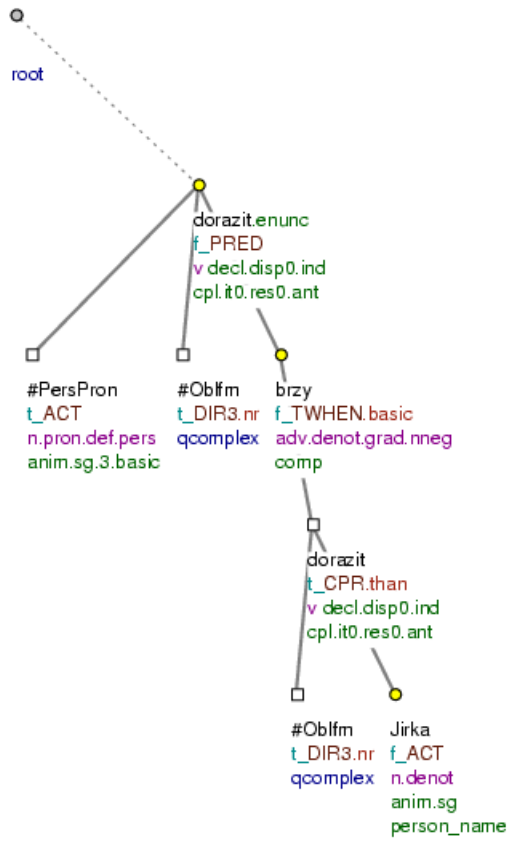 root
dorazit.enunc
f_PRED
v decl.disp0.ind
cpl.it0.res0.ant
#PersPron
t_ACT
n.pron.def.pers
anim.sg.3.basic
#Oblfm
t_DIR3.nr
qcomplex
brzy
f_TWHEN.basic
adv.denot.grad.nneg
comp
dorazit
t_CPR.than
v decl.disp0.ind
cpl.it0.res0.ant
#Oblfm
t_DIR3.nr
qcomplex
Jirka
f_ACT
n.denot
anim.sg
person_name